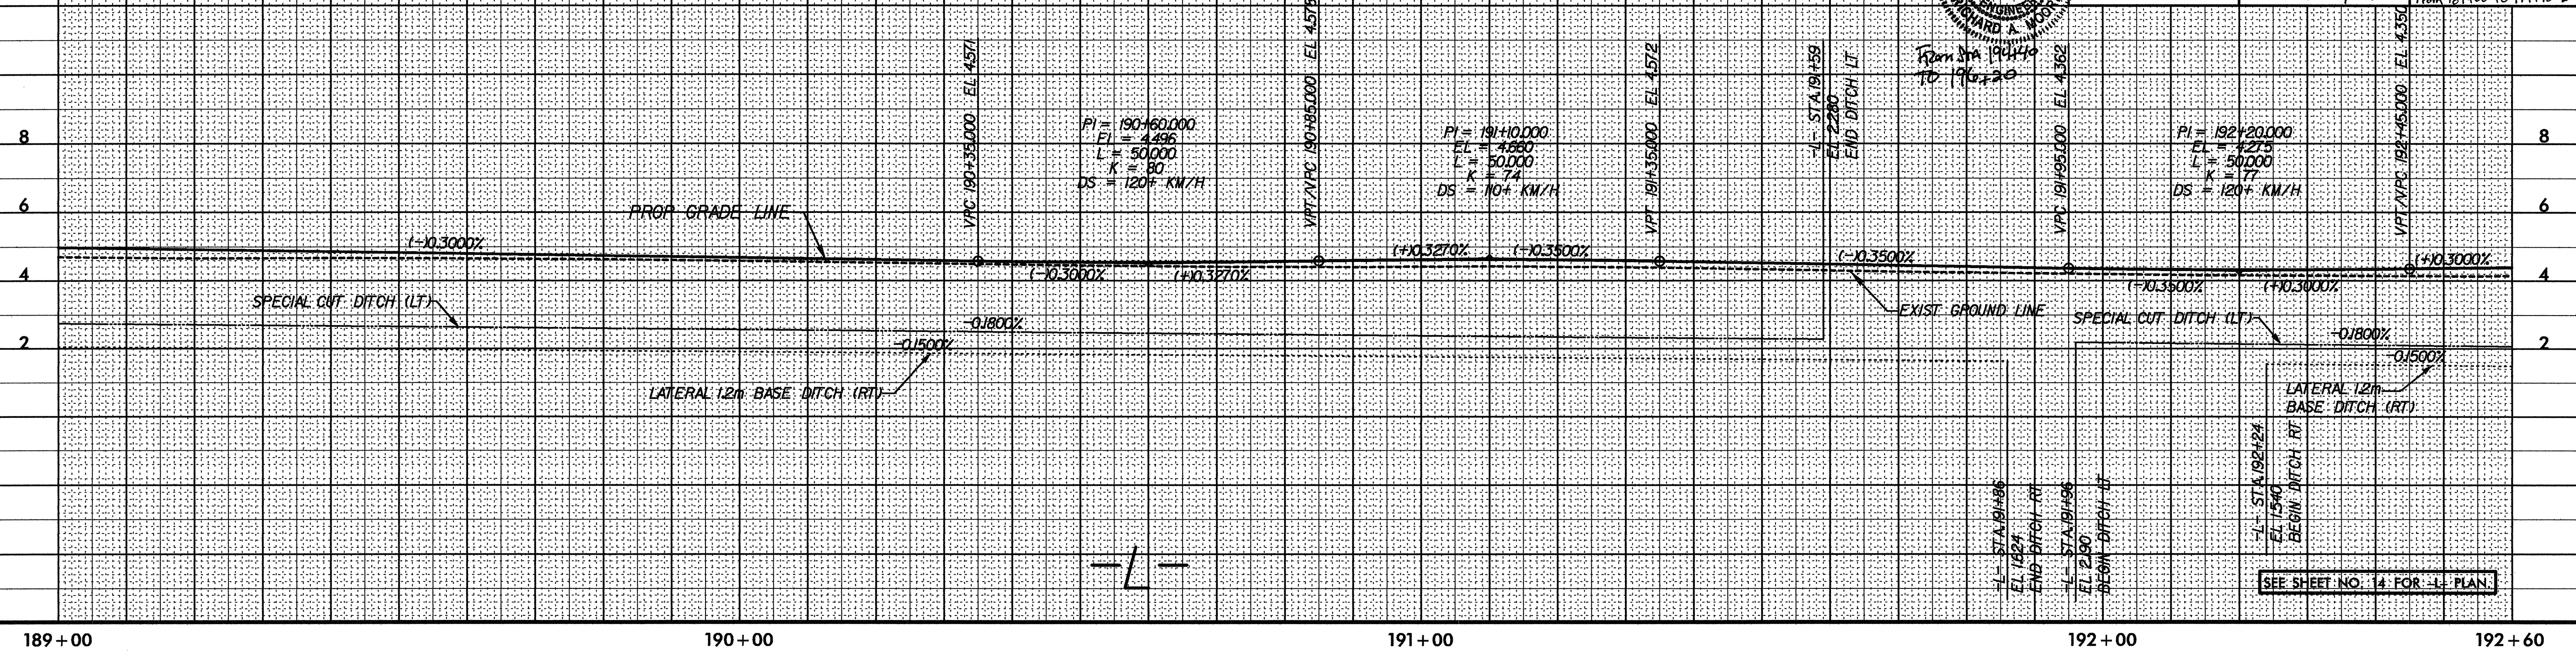 ENGINEER
RICHARD A. MOOR
From Sta 194+40
TO 196+20
VPC 190+35.000 EL 4.571
VPT/VPC 190+85.000 EL 4.575
VPT 191+35.000 EL 4.572
-L- STA.191+59
EL 2.280
END DITCH LT
VPC 191+95.000 EL 4.362
VPT/VPC 192+45.000 EL 4.350
PI = 190+60.000
EL = 4.496
L = 50.000
K = 80
DS = 120+ KM/H
PI = 191+10.000
EL = 4.660
L = 50.000
K = 74
DS = 110+ KM/H
PI = 192+20.000
EL = 4.275
L = 50.000
K = 77
DS = 120+ KM/H
8
8
6
6
PROP GRADE LINE
(-)0.3000%
(+)0.3270%
(-)0.3500%
(-)0.3500%
(+)0.3000%
4
4
(-)0.3000%
(+)0.3270%
(-)0.3500%
(+)0.3000%
SPECIAL CUT DITCH (LT)
EXIST GROUND LINE
SPECIAL CUT DITCH (LT)
-0.1800%
-0.1800%
2
2
-0.1500%
-0.1500%
LATERAL 1.2m BASE DITCH (RT)
LATERAL 1.2m
BASE DITCH (RT)
-L- STA.191+86
EL 1.624
END DITCH RT
-L- STA.191+96
EL 2.190
BEGIN DITCH LT
-L- STA.192+24
EL 1.540
BEGIN DITCH RT
-L-
SEE SHEET NO. 14 FOR -L- PLAN.
189+00
190+00
191+00
192+00
192+60